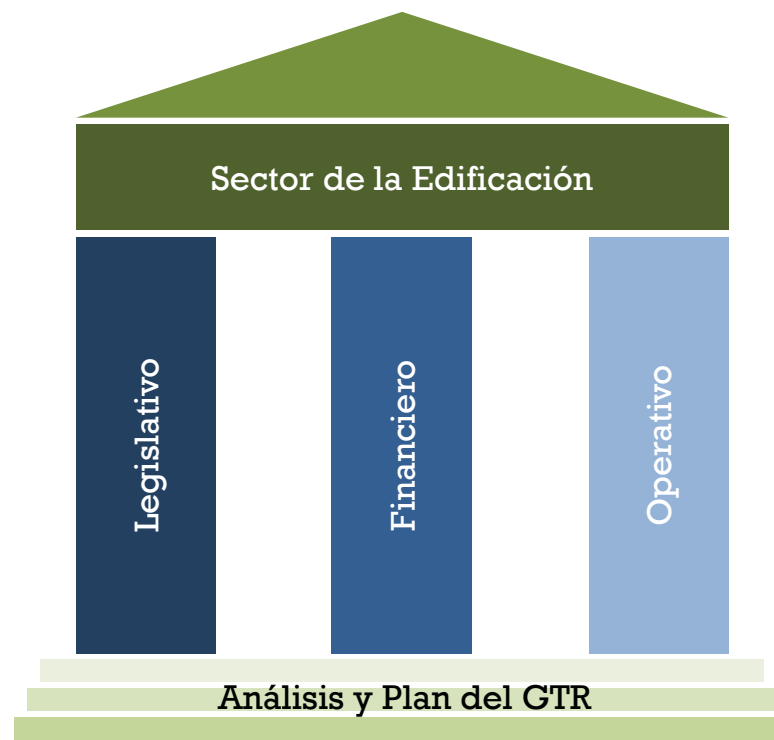 Sector de la Edificación
Legislativo
Financiero
Operativo
Análisis y Plan del GTR